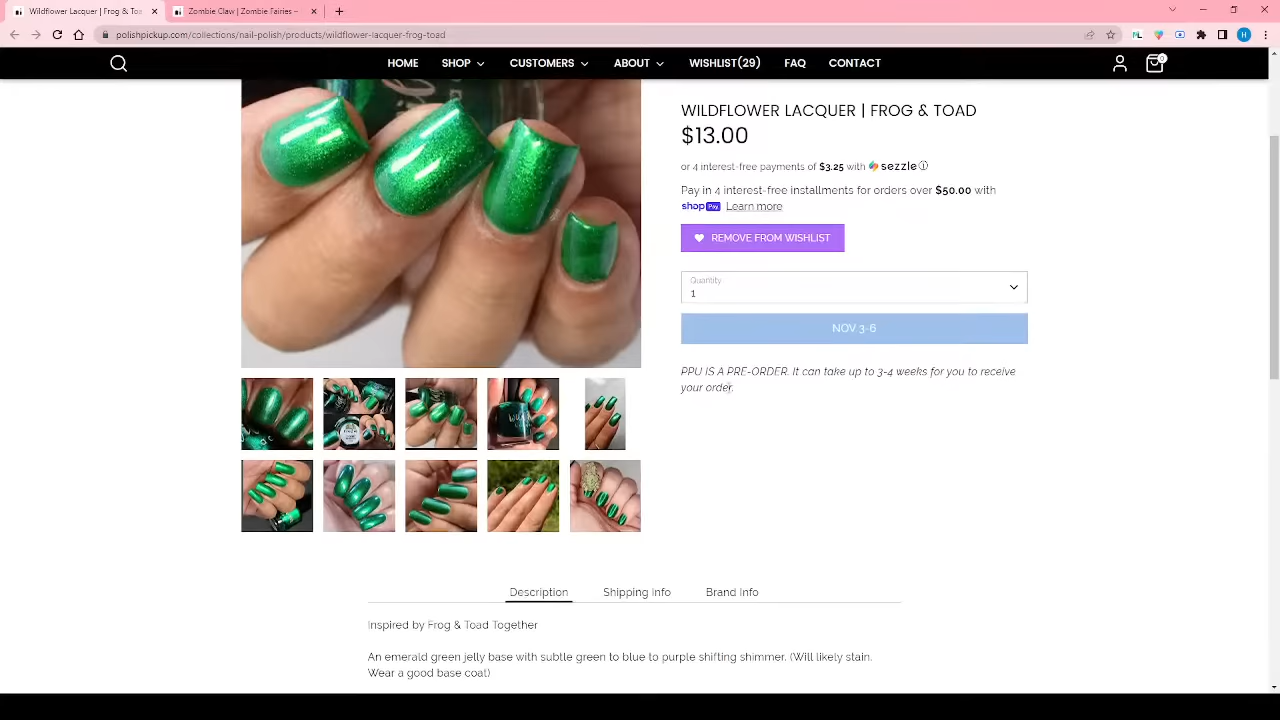 Wildflower Lacquer | Frog & Toa
Zombie Claw | Zombie Fairies –
polishpickup.com/collections/nail-polish/products/wildflower-lacquer-frog-toad
HOME SHOP CUSTOMERS ABOUT WISHLIST(29) FAQ CONTACT
0
WILDFLOWER LACQUER | FROG & TOAD
$13.00
or 4 interest-free payments of $3.25 with sezzle
Pay in 4 interest-free installments for orders over $50.00 with
shop Pay Learn more
REMOVE FROM WISHLIST
Quantity
1
NOV 3-6
PPU IS A PRE-ORDER. It can take up to 3-4 weeks for you to receive
your order.
Description Shipping Info Brand Info
Inspired by Frog & Toad Together
An emerald green jelly base with subtle green to blue to purple shifting shimmer. (Will likely stain.
Wear a good base coat)